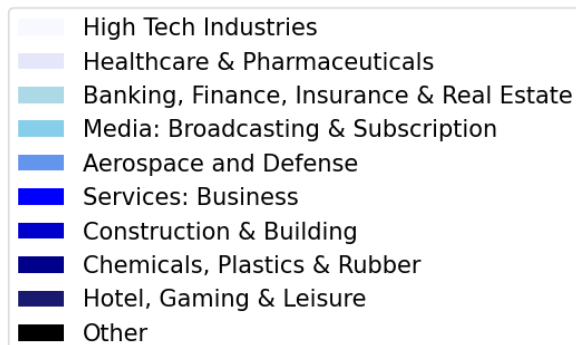 High Tech Industries
Healthcare & Pharmaceuticals
Banking, Finance, Insurance & Real Estate
Media: Broadcasting & Subscription
Aerospace and Defense
Services: Business
Construction & Building
Chemicals, Plastics & Rubber
Hotel, Gaming & Leisure
Other